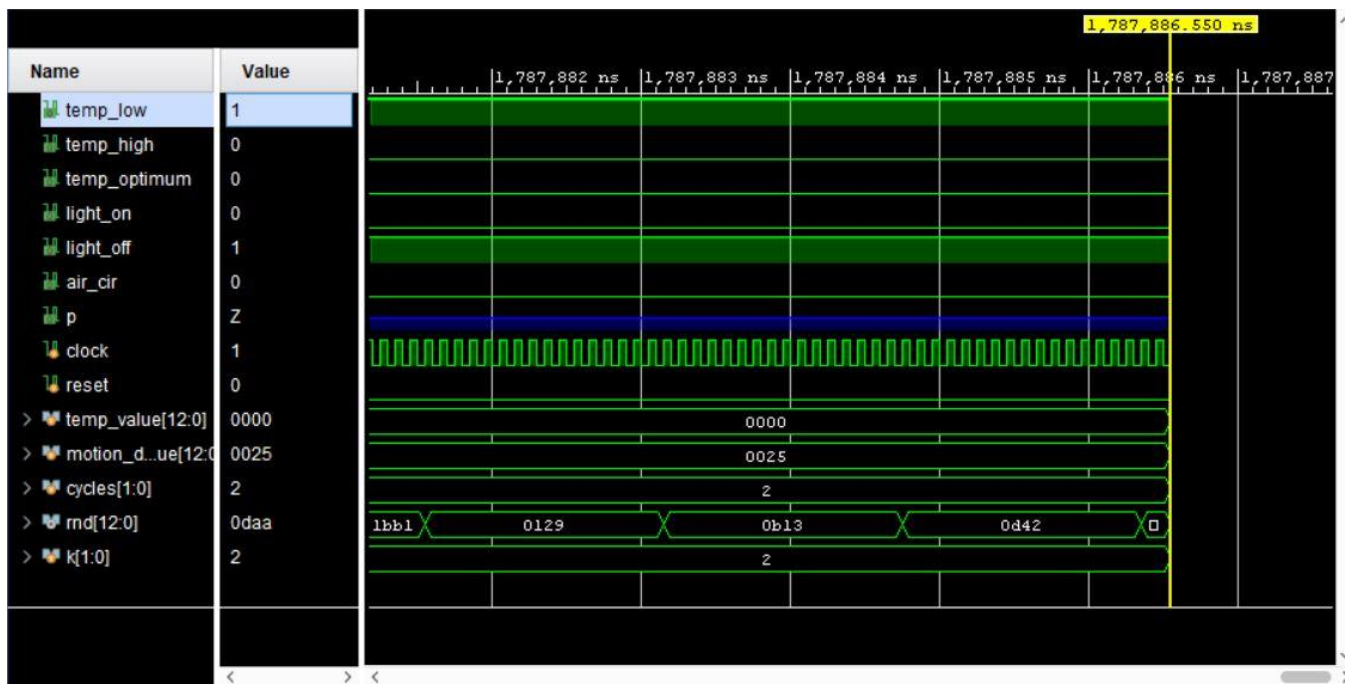 1,787,886.550 ns
Name Value
1,787,882 ns 1,787,883 ns 1,787,884 ns 1,787,885 ns 1,787,886 ns 1,787,887
temp_low 1
temp_high 0
temp_optimum 0
light_on 0
light_off 1
air_cir 0
p Z
clock 1
reset 0
> temp_value[12:0] 0000 0000
> motion_d...ue[12:0 0025 0025
> cycles[1:0] 2 2
> rnd[12:0] 0daa 1bb1 0129 0b13 0d42
> k[1:0] 2 2